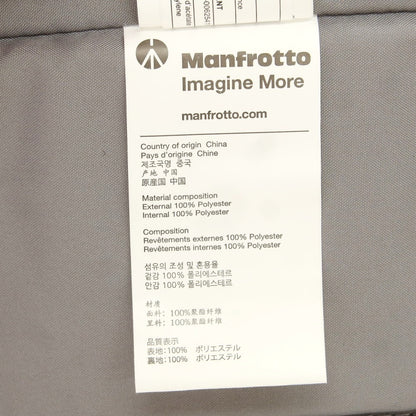 Manfrotto
Imagine More
manfrotto.com
Country of origin China
Pays d'origine Chine
제조국명 중국
产地 中国
原産国 中国
Material composition
External 100% Polyester
Internal 100% Polyester
Composition
Revêtements externes 100% Polyester
Revêtements internes 100% Polyester
섬유의 조성 및 혼용율
겉감 100% 폴리에스테르
안감 100% 폴리에스테르
材质
面料: 100%聚酯纤维
里料: 100%聚酯纤维
品質表示
表地:100% ポリエステル
裏地:100% ポリエステル